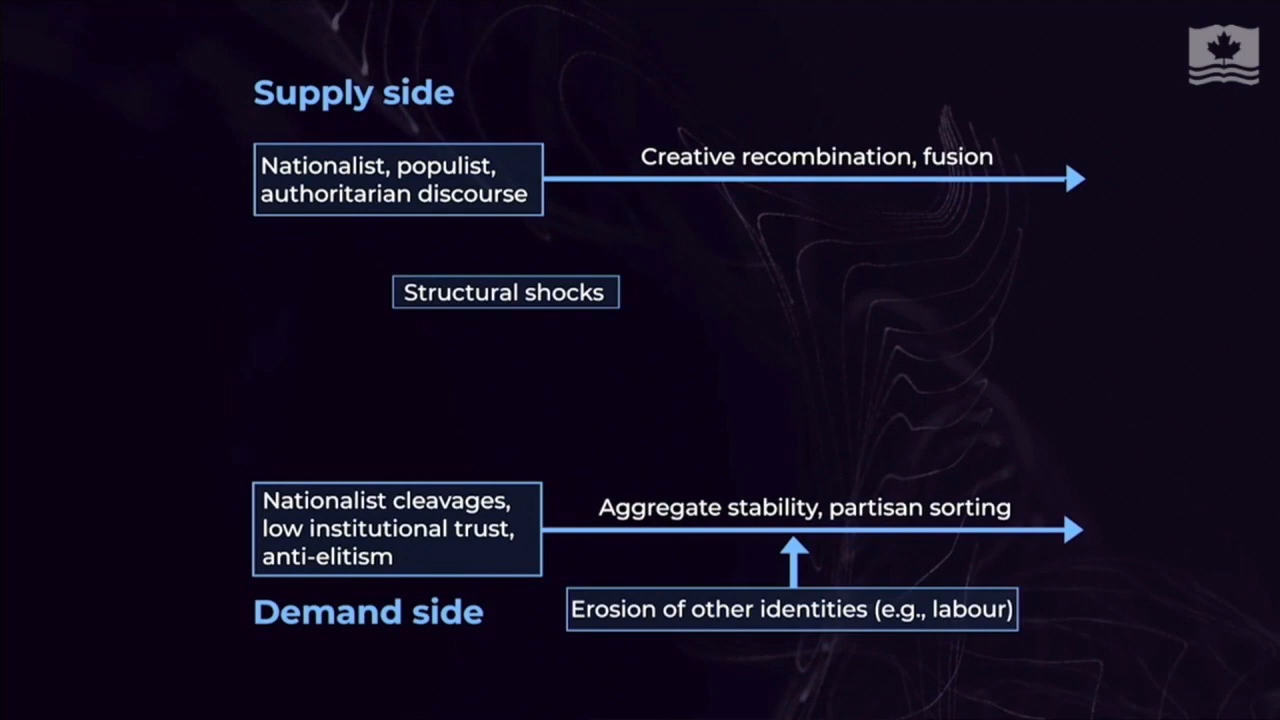 Supply side
Nationalist, populist,
authoritarian discourse
Creative recombination, fusion
Structural shocks
Nationalist cleavages,
low institutional trust,
anti-elitism
Aggregate stability, partisan sorting
Demand side
Erosion of other identities (e.g., labour)